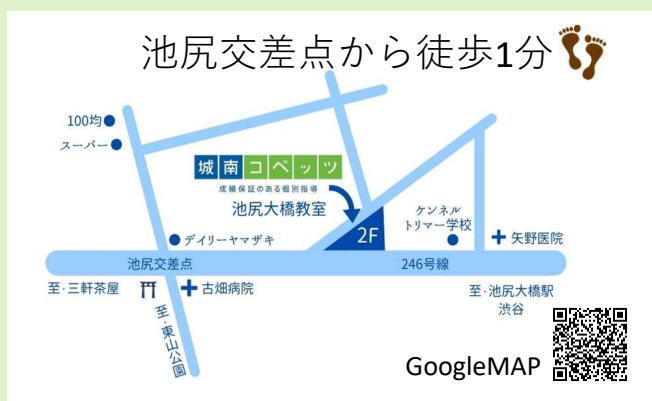 池尻交差点から徒歩1分
100均
スーパー
城南コベッツ
成績保証のある個別指導
池尻大橋教室
2F
ケンネル
トリマー学校
デイリーヤマザキ
矢野医院
池尻交差点
246号線
至・三軒茶屋
古畑病院
至・池尻大橋駅
渋谷
至・東山公園
GoogleMAP